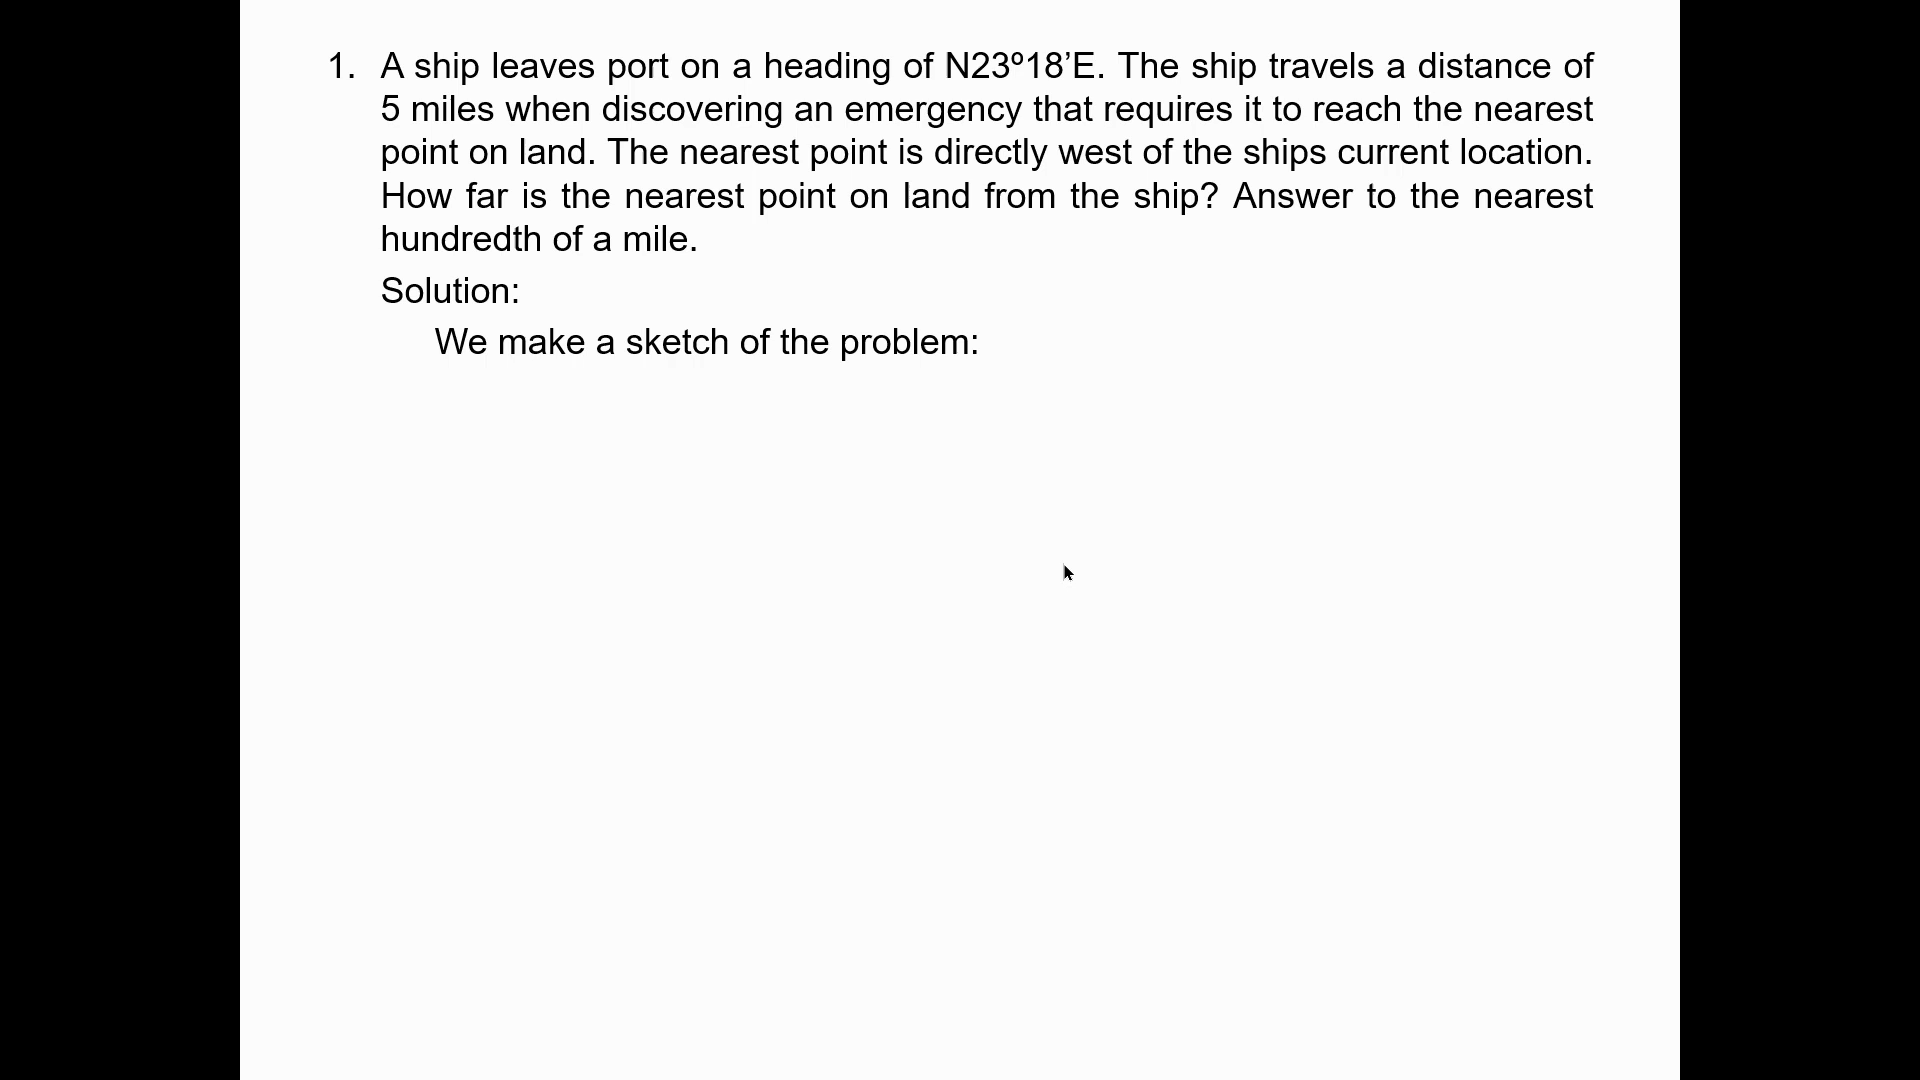 1. A ship leaves port on a heading of N23º18’E. The ship travels a distance of
5 miles when discovering an emergency that requires it to reach the nearest
point on land. The nearest point is directly west of the ships current location.
How far is the nearest point on land from the ship? Answer to the nearest
hundredth of a mile.
Solution:
We make a sketch of the problem: